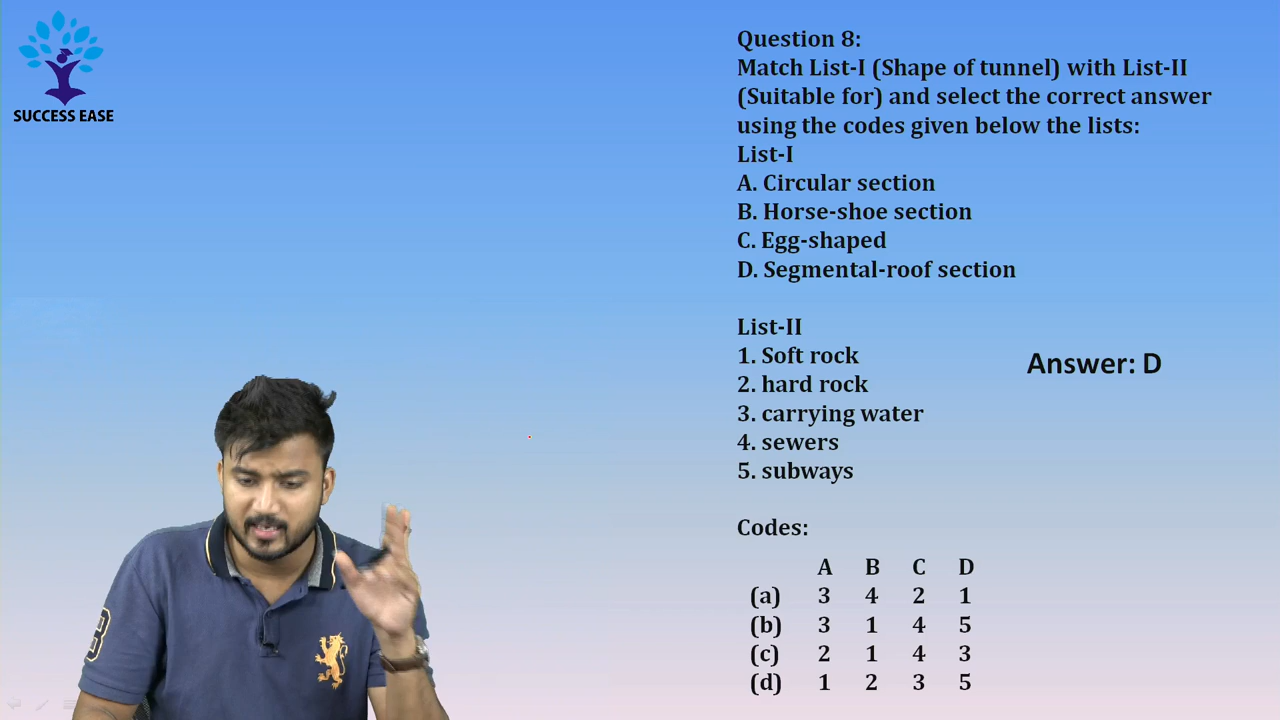 SUCCESS EASE
Question 8:
Match List-I (Shape of tunnel) with List-II
(Suitable for) and select the correct answer
using the codes given below the lists:
List-I
A. Circular section
B. Horse-shoe section
C. Egg-shaped
D. Segmental-roof section
List-II
1. Soft rock
2. hard rock
3. carrying water
4. sewers
5. subways
Answer: D
Codes:
A B C D
(a) 3 4 2 1
(b) 3 1 4 5
(c) 2 1 4 3
(d) 1 2 3 5
3